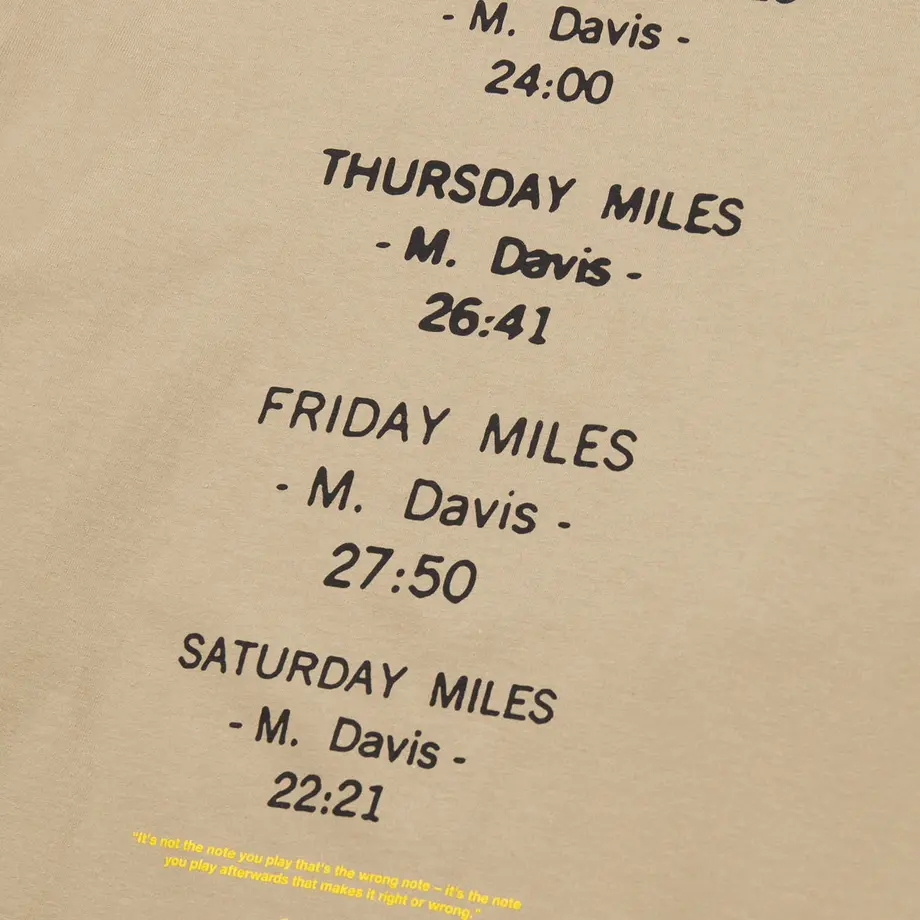 - M. Davis -
24:00
THURSDAY MILES
- M. Davis -
26:41
FRIDAY MILES
- M. Davis -
27:50
SATURDAY MILES
- M. Davis -
22:21
"It's not the note you play that's the wrong note – it's the note
you play afterwards that makes it right or wrong."